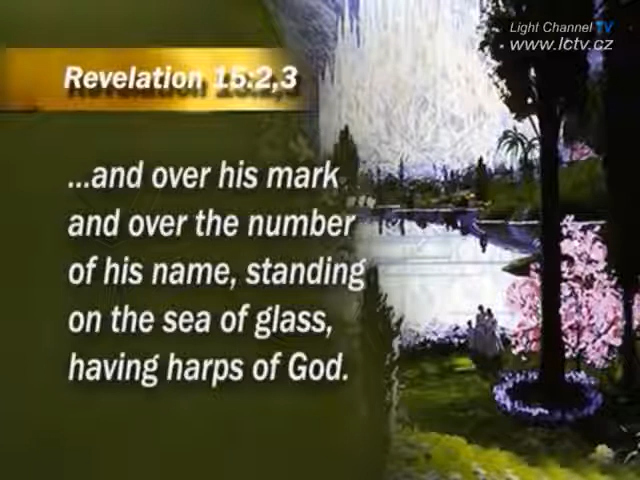 Light Channel TV
www.lctv.cz
Revelation 15:2,3
...and over his mark
and over the number
of his name, standing
on the sea of glass,
having harps of God.